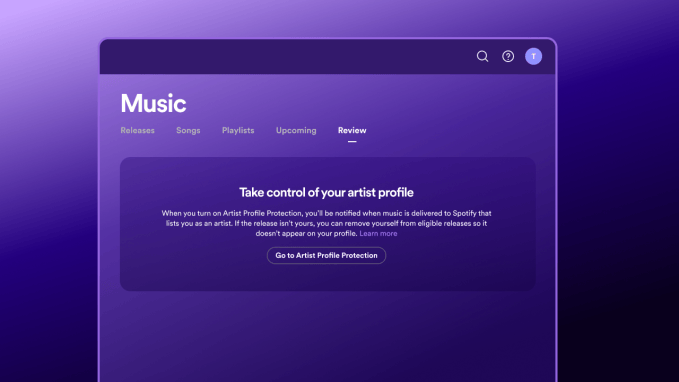 T
Music
Releases Songs Playlists Upcoming Review
Take control of your artist profile
When you turn on Artist Profile Protection, you'll be notified when music is delivered to Spotify that
lists you as an artist. If the release isn't yours, you can remove yourself from eligible releases so it
doesn't appear on your profile. Learn more
Go to Artist Profile Protection